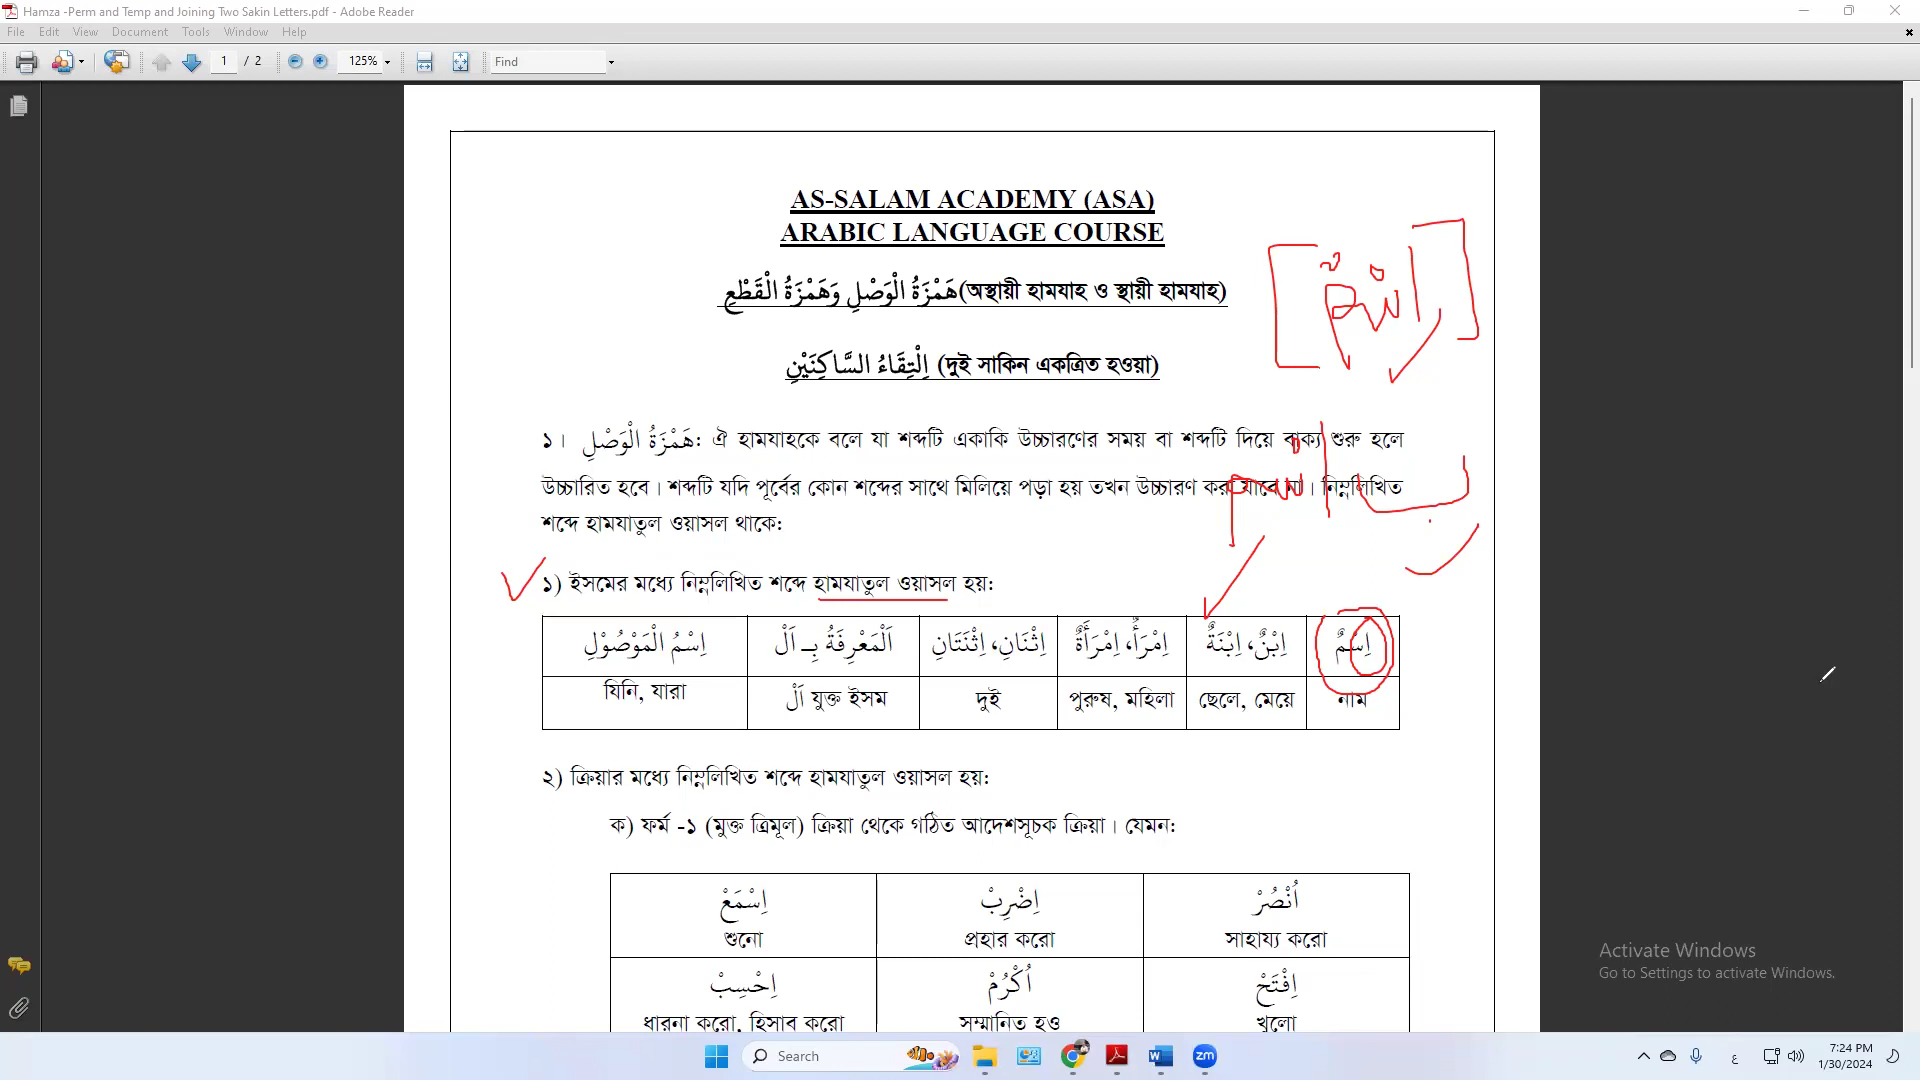 Hamza -Perm and Temp and Joining Two Sakin Letters.pdf - Adobe Reader
File Edit View Document Tools Window Help
1 / 2 125% Find
AS-SALAM ACADEMY (ASA)
ARABIC LANGUAGE COURSE
هَمْزَةُ الْوَصْلِ وَهَمْزَةُ الْقَطْعِ (অস্থায়ী হামযাহ ও স্থায়ী হামযাহ)
اِلْتِقَاءُ السَّاكِنَيْنِ (দুই সাকিন একত্রিত হওয়া)
১। هَمْزَةُ الْوَصْلِ: ঐ হামযাহকে বলে যা শব্দটি একাকি উচ্চারণের সময় বা শব্দটি দিয়ে বাক্য শুরু হলে
উচ্চারিত হবে। শব্দটি যদি পূর্বের কোন শব্দের সাথে মিলিয়ে পড়া হয় তখন উচ্চারণ করা যাবে না। নিম্নলিখিত
শব্দে হামযাতুল ওয়াসল থাকে:
১) ইসমের মধ্যে নিম্নলিখিত শব্দে হামযাতুল ওয়াসল হয়:
اِسْمٌ اِبْنٌ، اِبْنَةٌ اِمْرَأٌ، اِمْرَأَةٌ اِثْنَانِ، اِثْنَتَانِ اَلْمَعْرِفَةُ بِـ اَلْ اِسْمُ الْمَوْصُوْلِ
যিনি, যারা اَلْ যুক্ত ইসম দুই পুরুষ, মহিলা ছেলে, মেয়ে নাম
২) ক্রিয়ার মধ্যে নিম্নলিখিত শব্দে হামযাতুল ওয়াসল হয়:
ক) ফর্ম -১ (মুক্ত ত্রিমূল) ক্রিয়া থেকে গঠিত আদেশসূচক ক্রিয়া। যেমন:
اُنْصُرْ اِضْرِبْ اِسْمَعْ
শুনো প্রহার করো সাহায্য করো
اِفْتَحْ اُكْرُمْ اِحْسِبْ
ধারনা করো, হিসাব করো সম্মানিত হও খুলো
Activate Windows
Go to Settings to activate Windows.
Search
zm
ع
7:24 PM
1/30/2024